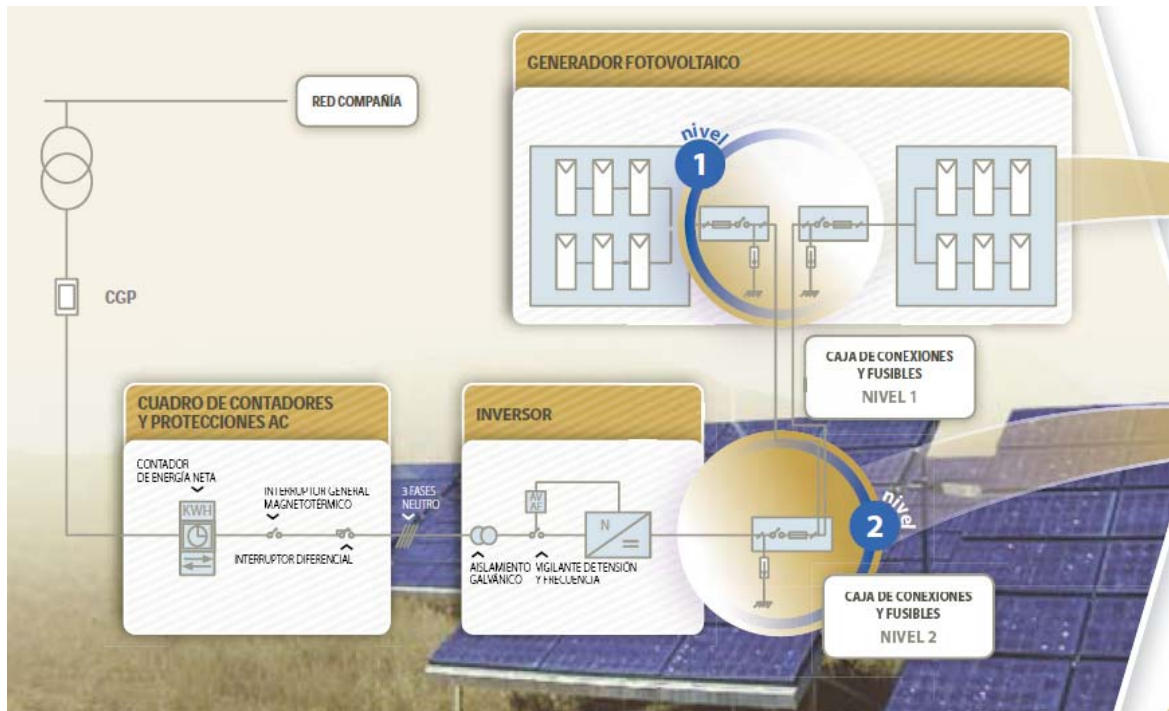 GENERADOR FOTOVOLTAICO
RED COMPAÑÍA
nivel
1
CGP
CAJA DE CONEXIONES
Y FUSIBLES
NIVEL 1
CUADRO DE CONTADORES
Y PROTECCIONES AC
INVERSOR
CONTADOR
DE ENERGÍA NETA
KWH
INTERRUPTOR GENERAL
MAGNETOTÉRMICO
3 FASES
NEUTRO
INTERRUPTOR DIFERENCIAL
AV
AF
N
AISLAMIENTO
GALVÁNICO
VIGILANTE DE TENSIÓN
Y FRECUENCIA
nivel
2
CAJA DE CONEXIONES
Y FUSIBLES
NIVEL 2